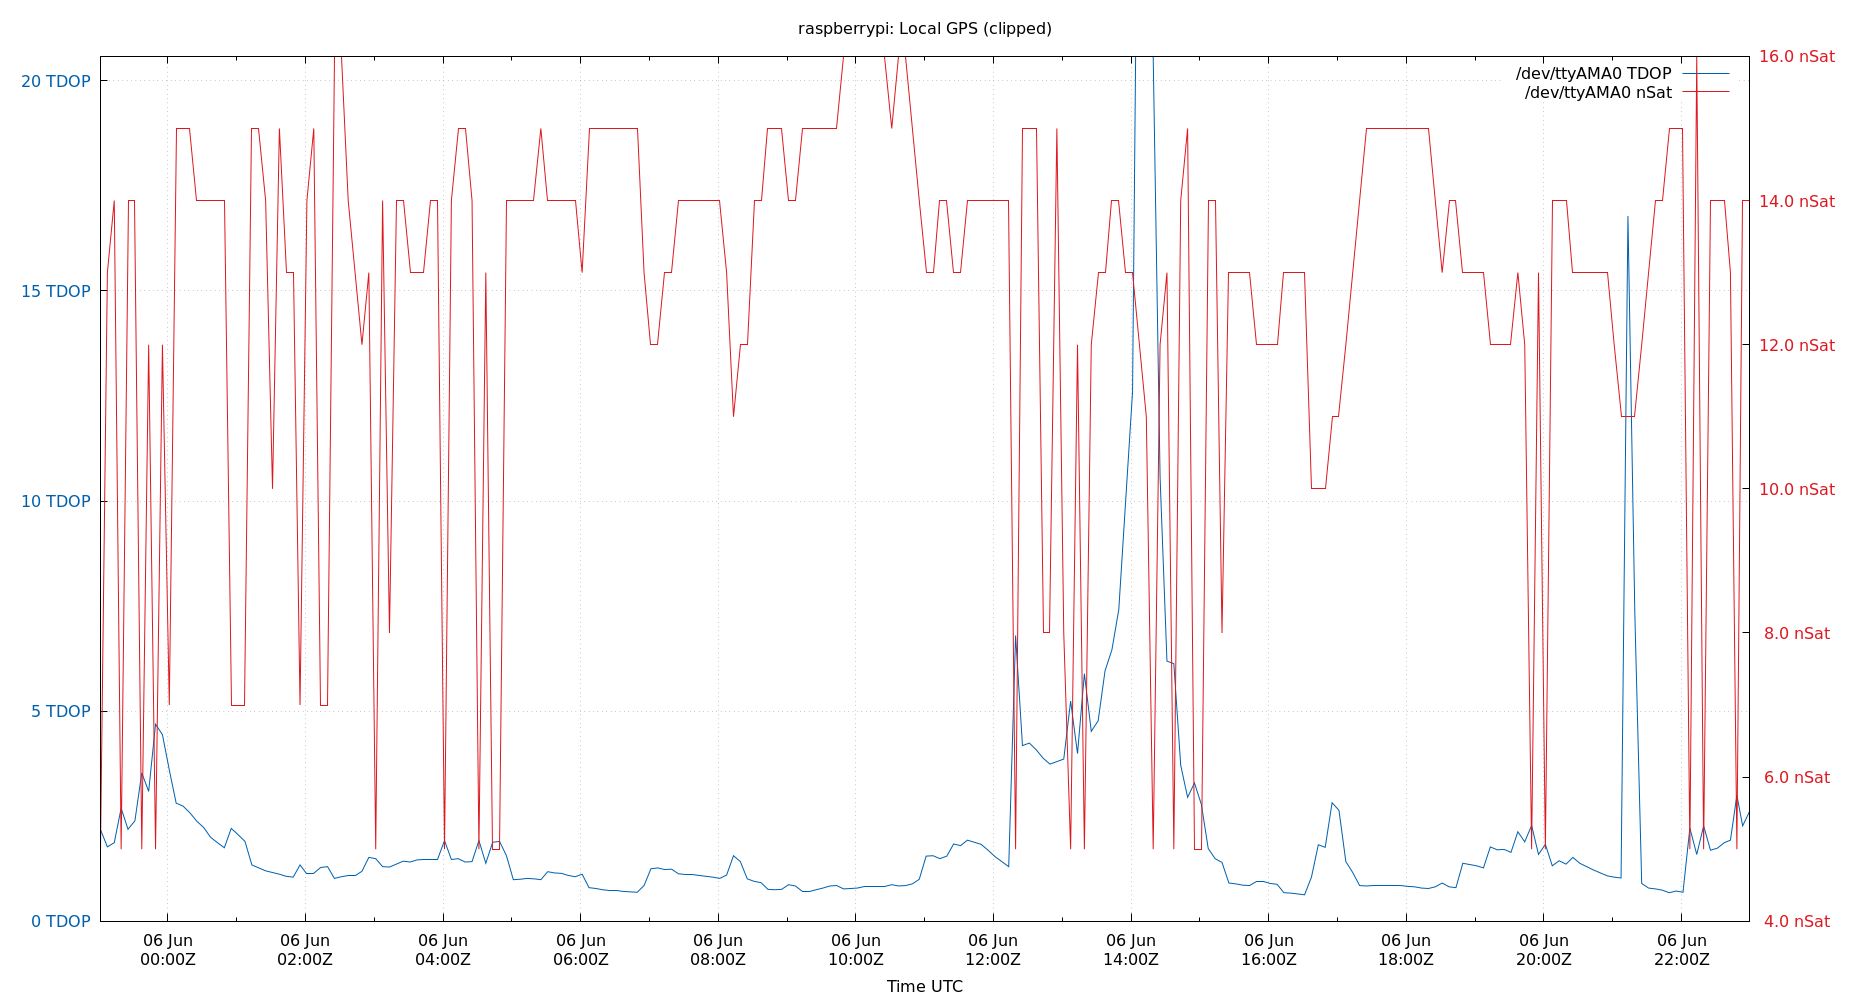 raspberrypi: Local GPS (clipped)
/dev/ttyAMA0 TDOP
/dev/ttyAMA0 nSat
20 TDOP
15 TDOP
10 TDOP
5 TDOP
0 TDOP
16.0 nSat
14.0 nSat
12.0 nSat
10.0 nSat
8.0 nSat
6.0 nSat
4.0 nSat
06 Jun 06 Jun 06 Jun 06 Jun 06 Jun 06 Jun 06 Jun 06 Jun 06 Jun 06 Jun 06 Jun 06 Jun
00:00Z 02:00Z 04:00Z 06:00Z 08:00Z 10:00Z 12:00Z 14:00Z 16:00Z 18:00Z 20:00Z 22:00Z
Time UTC